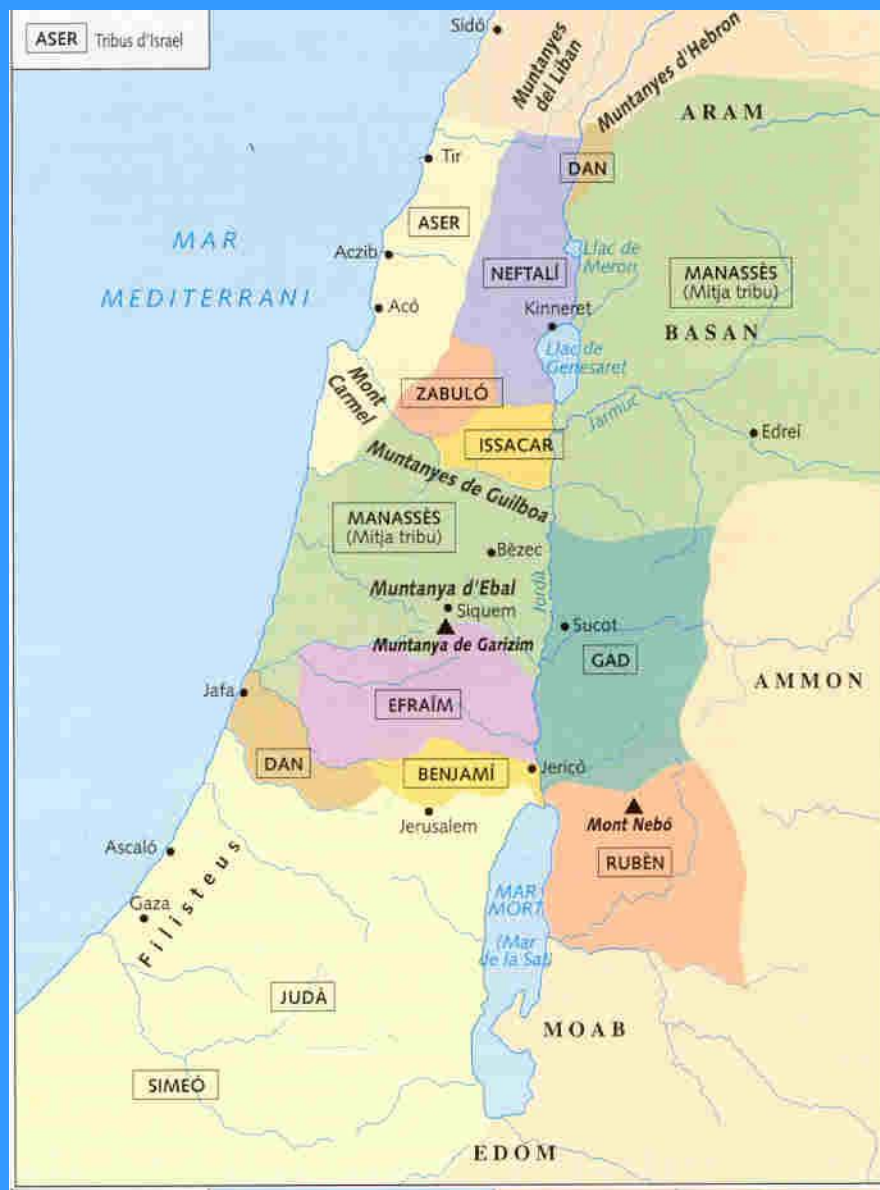 ASER Tribus d'Israel
Sidó
Muntanyes
del Liban
Muntanyes d'Hebron
ARAM
Tir
DAN
ASER
MAR
MEDITERRANI
Aczib
NEFTALÍ
Llac de
Meron
MANASSÈS
(Mitja tribu)
Acó
Kinneret
BASAN
Llac de
Genesaret
Mont
Carmel
ZABULÓ
Jarmuc
ISSACAR
Edreí
Muntanyes de Guilboa
MANASSÈS
(Mitja tribu)
Bèzec
Muntanya d'Ebal
Jordà
Siquem
Sucot
Muntanya de Garizim
GAD
AMMON
Jafa
EFRAÏM
DAN
BENJAMÍ
Jericó
Jerusalem
Mont Nebó
Ascaló
RUBÈN
Filisteus
Gaza
MAR
MORT
(Mar
de la Sal)
JUDÀ
MOAB
SIMEÓ
EDOM